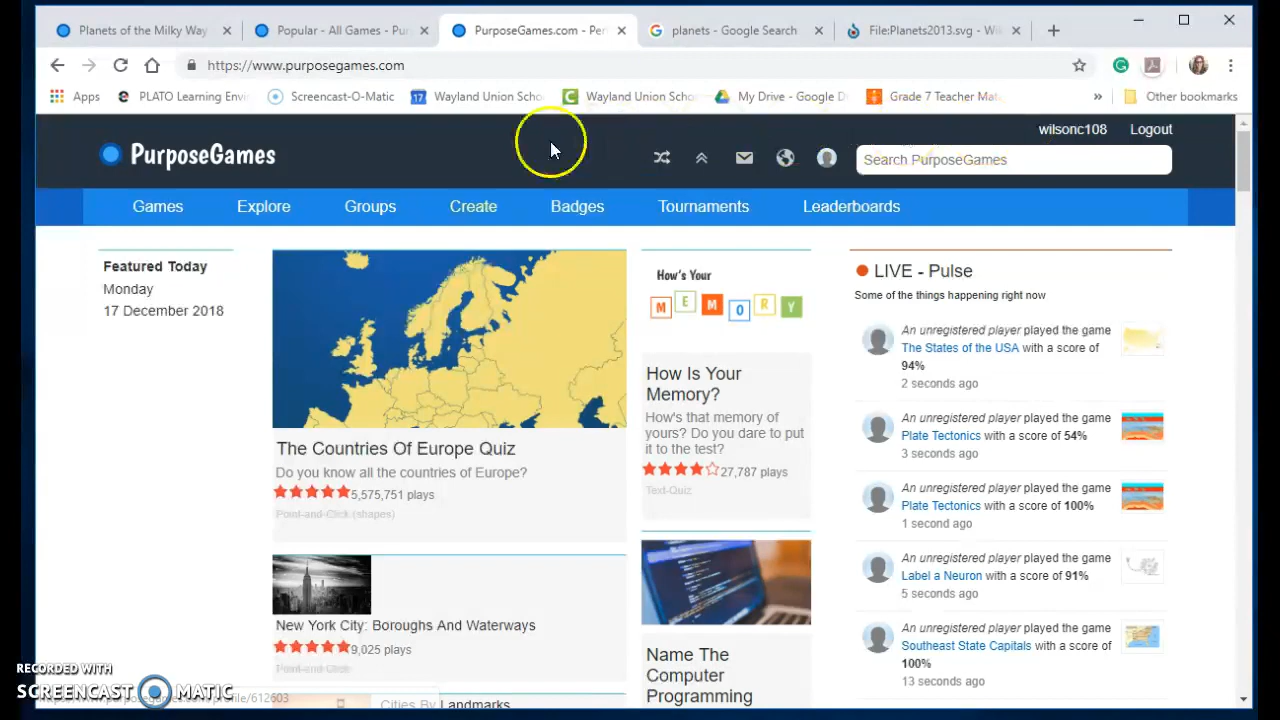 Planets of the Milky Way
Popular - All Games - Pur
PurposeGames.com - Per
planets - Google Search
File:Planets2013.svg - Wi
https://www.purposegames.com
Apps
PLATO Learning Envi
Screencast-O-Matic
17
Wayland Union Scho
Wayland Union Scho
My Drive - Google D
Grade 7 Teacher Mat
»
Other bookmarks
wilsonc108
Logout
PurposeGames
Search PurposeGames
Games
Explore
Groups
Create
Badges
Tournaments
Leaderboards
Featured Today
Monday
17 December 2018
The Countries Of Europe Quiz
Do you know all the countries of Europe?
5,575,751 plays
Point-and-Click (shapes)
New York City: Boroughs And Waterways
9,025 plays
Point-and-Click
Cities By Landmarks
How's Your
MEMORY
How Is Your
Memory?
How's that memory of
yours? Do you dare to put
it to the test?
27,787 plays
Text-Quiz
Name The
Computer
Programming
LIVE - Pulse
Some of the things happening right now
An unregistered player played the game
The States of the USA with a score of
94%
2 seconds ago
An unregistered player played the game
Plate Tectonics with a score of 54%
3 seconds ago
An unregistered player played the game
Plate Tectonics with a score of 100%
1 second ago
An unregistered player played the game
Label a Neuron with a score of 91%
5 seconds ago
An unregistered player played the game
Southeast State Capitals with a score of
100%
13 seconds ago
RECORDED WITH
SCREENCAST MATIC